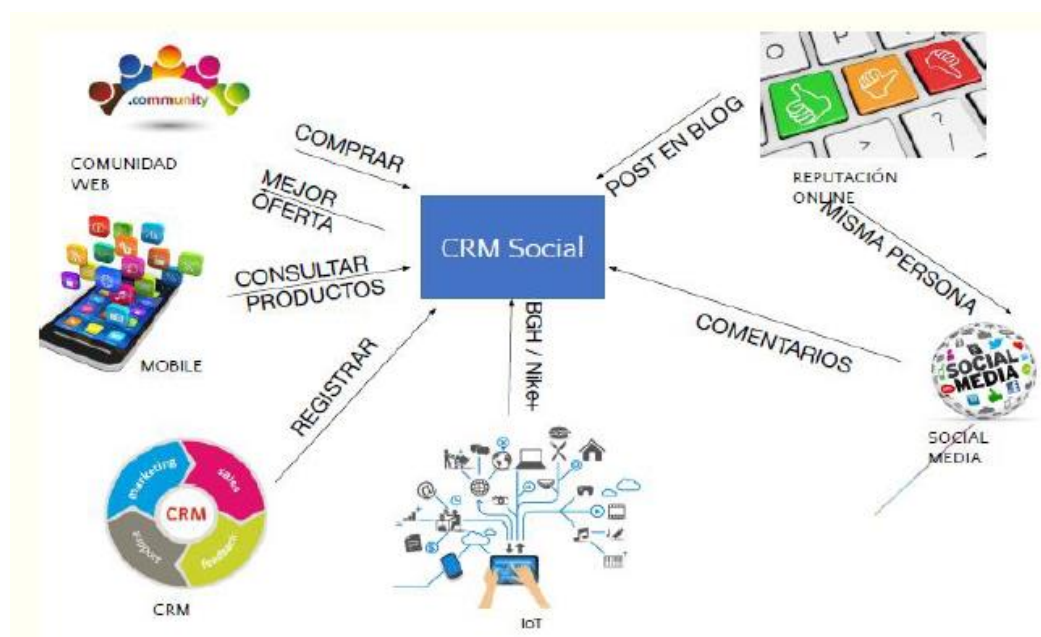 .community
COMUNIDAD
WEB
COMPRAR
MEJOR
OFERTA
POST EN BLOG
REPUTACIÓN
ONLINE
MISMA PERSONA
CRM Social
CONSULTAR
PRODUCTOS
MOBILE
REGISTRAR
BGH / Nike+
COMENTARIOS
SOCIAL
MEDIA
SOCIAL
MEDIA
marketing
sales
CRM
support
CRM
IoT